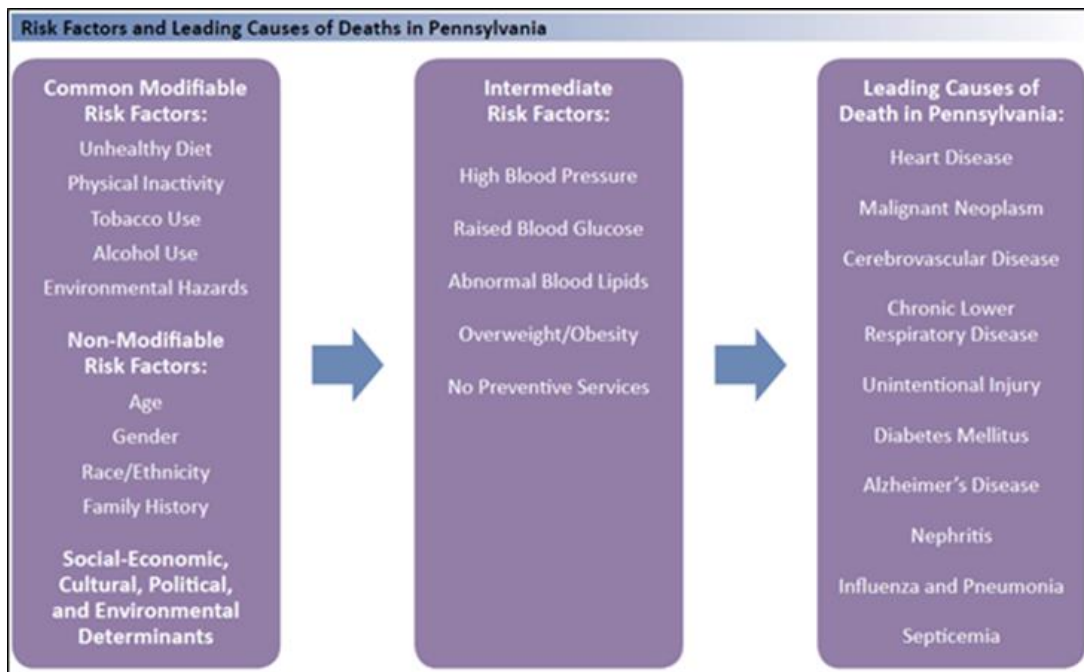 Risk Factors and Leading Causes of Deaths in Pennsylvania
Common Modifiable
Risk Factors:
Unhealthy Diet
Physical Inactivity
Tobacco Use
Alcohol Use
Environmental Hazards
Non-Modifiable
Risk Factors:
Age
Gender
Race/Ethnicity
Family History
Social-Economic,
Cultural, Political,
and Environmental
Determinants
Intermediate
Risk Factors:
High Blood Pressure
Raised Blood Glucose
Abnormal Blood Lipids
Overweight/Obesity
No Preventive Services
Leading Causes of
Death in Pennsylvania:
Heart Disease
Malignant Neoplasm
Cerebrovascular Disease
Chronic Lower
Respiratory Disease
Unintentional Injury
Diabetes Mellitus
Alzheimer's Disease
Nephritis
Influenza and Pneumonia
Septicemia